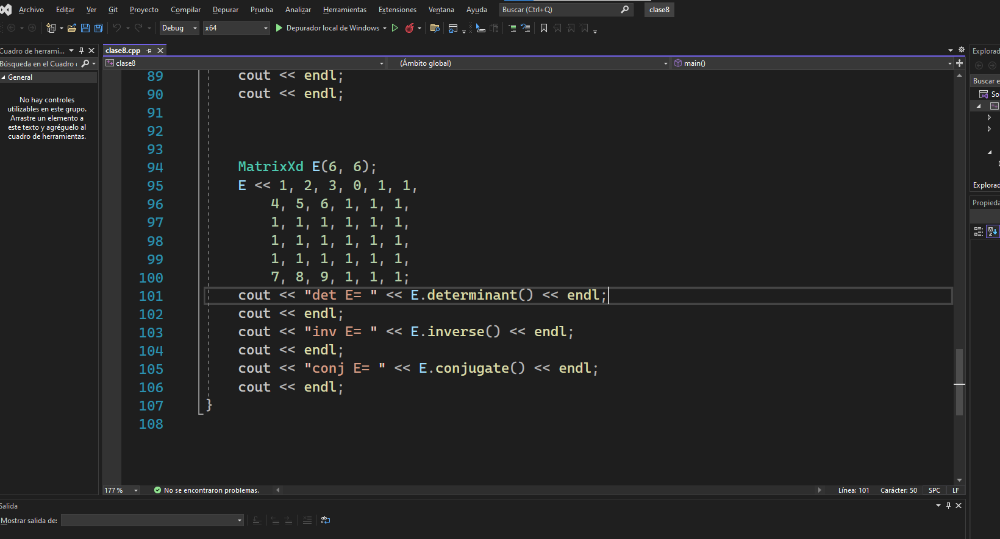 Archivo Editar Ver Git Proyecto Compilar Depurar Prueba Analizar Herramientas Extensiones Ventana Ayuda Buscar (Ctrl+Q) clase8
Debug x64 Depurador local de Windows
Cuadro de herrami...
Búsqueda en el Cuadro
General
No hay controles
utilizables en este grupo.
Arrastre un elemento a
este texto y agréguelo al
cuadro de herramientas.
clase8.cpp
clase8 (Ámbito global) main()
89 cout << endl;
90 cout << endl;
91
92
93
94 MatrixXd E(6, 6);
95 E << 1, 2, 3, 0, 1, 1,
96 4, 5, 6, 1, 1, 1,
97 1, 1, 1, 1, 1, 1,
98 1, 1, 1, 1, 1, 1,
99 1, 1, 1, 1, 1, 1,
100 7, 8, 9, 1, 1, 1;
101 cout << "det E= " << E.determinant() << endl;
102 cout << endl;
103 cout << "inv E= " << E.inverse() << endl;
104 cout << endl;
105 cout << "conj E= " << E.conjugate() << endl;
106 cout << endl;
107 }
108
177 % No se encontraron problemas. Línea: 101 Carácter: 50 SPC LF
Explorad
Buscar e
So
Explorad
Propieda
Salida
Mostrar salida de: